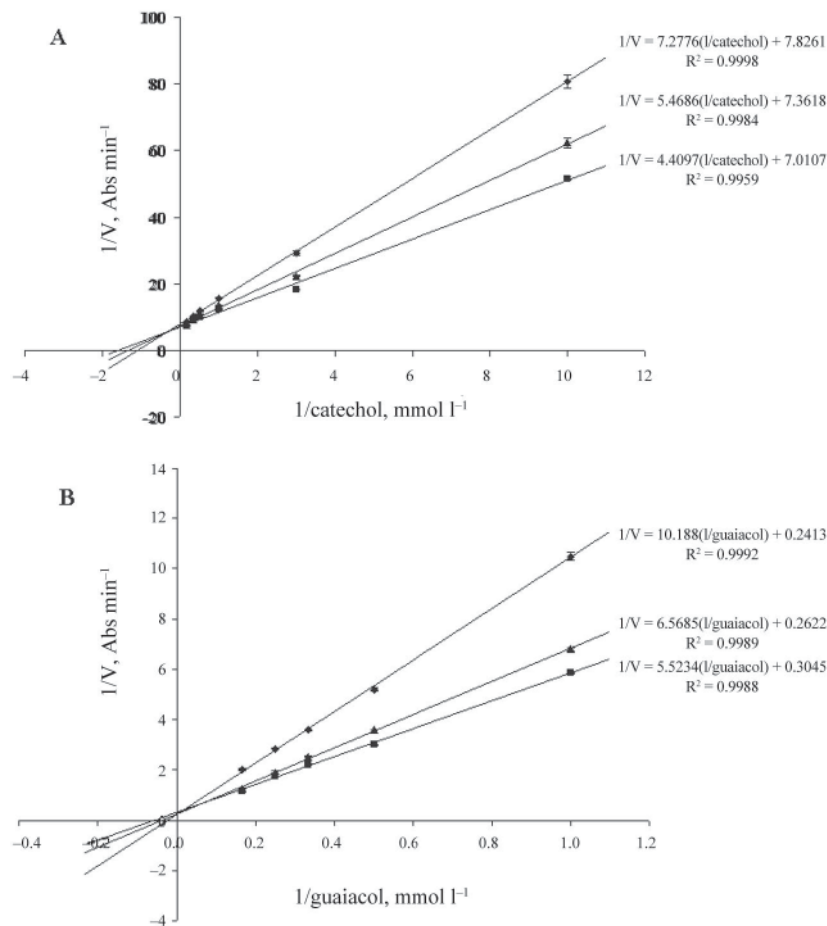 A
100
80
60
40
20
0
-20
–4
–2
0
2
4
6
8
10
12
1/V, Abs min⁻¹
1/catechol, mmol l⁻¹
1/V = 7.2776(l/catechol) + 7.8261
R² = 0.9998
1/V = 5.4686(l/catechol) + 7.3618
R² = 0.9984
1/V = 4.4097(l/catechol) + 7.0107
R² = 0.9959
B
14
12
10
8
6
4
2
0
−2
−4
–0.4
–0.2
0.0
0.2
0.4
0.6
0.8
1.0
1.2
1/V, Abs min⁻¹
1/guaiacol, mmol l⁻¹
1/V = 10.188(l/guaiacol) + 0.2413
R² = 0.9992
1/V = 6.5685(l/guaiacol) + 0.2622
R² = 0.9989
1/V = 5.5234(l/guaiacol) + 0.3045
R² = 0.9988